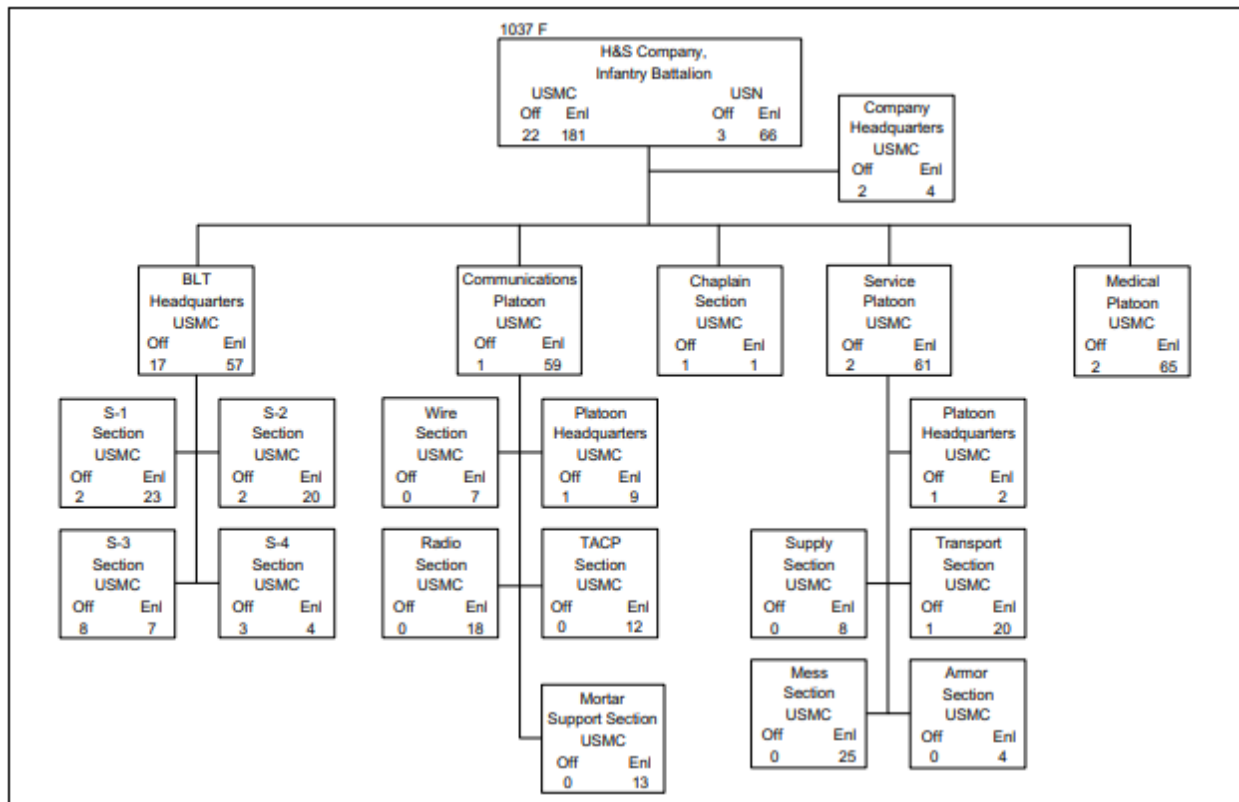 1037 F
H&S Company,
Infantry Battalion
USMC USN
Off Enl Off Enl
22 181 3 66
Company
Headquarters
USMC
Off Enl
2 4
BLT
Headquarters
USMC
Off Enl
17 57
Communications
Platoon
USMC
Off Enl
1 59
Chaplain
Section
USMC
Off Enl
1 1
Service
Platoon
USMC
Off Enl
2 61
Medical
Platoon
USMC
Off Enl
2 65
S-1
Section
USMC
Off Enl
2 23
S-2
Section
USMC
Off Enl
2 20
Wire
Section
USMC
Off Enl
0 7
Platoon
Headquarters
USMC
Off Enl
1 9
Platoon
Headquarters
USMC
Off Enl
1 2
S-3
Section
USMC
Off Enl
8 7
S-4
Section
USMC
Off Enl
3 4
Radio
Section
USMC
Off Enl
0 18
TACP
Section
USMC
Off Enl
0 12
Supply
Section
USMC
Off Enl
0 8
Transport
Section
USMC
Off Enl
1 20
Mortar
Support Section
USMC
Off Enl
0 13
Mess
Section
USMC
Off Enl
0 25
Armor
Section
USMC
Off Enl
0 4